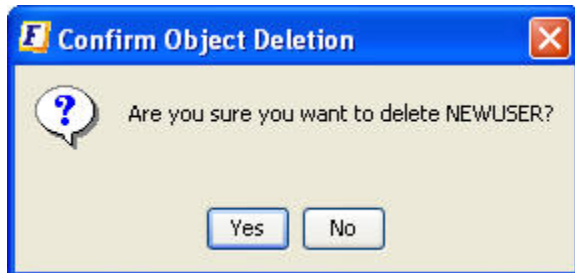 F Confirm Object Deletion
? Are you sure you want to delete NEWUSER?
Yes No